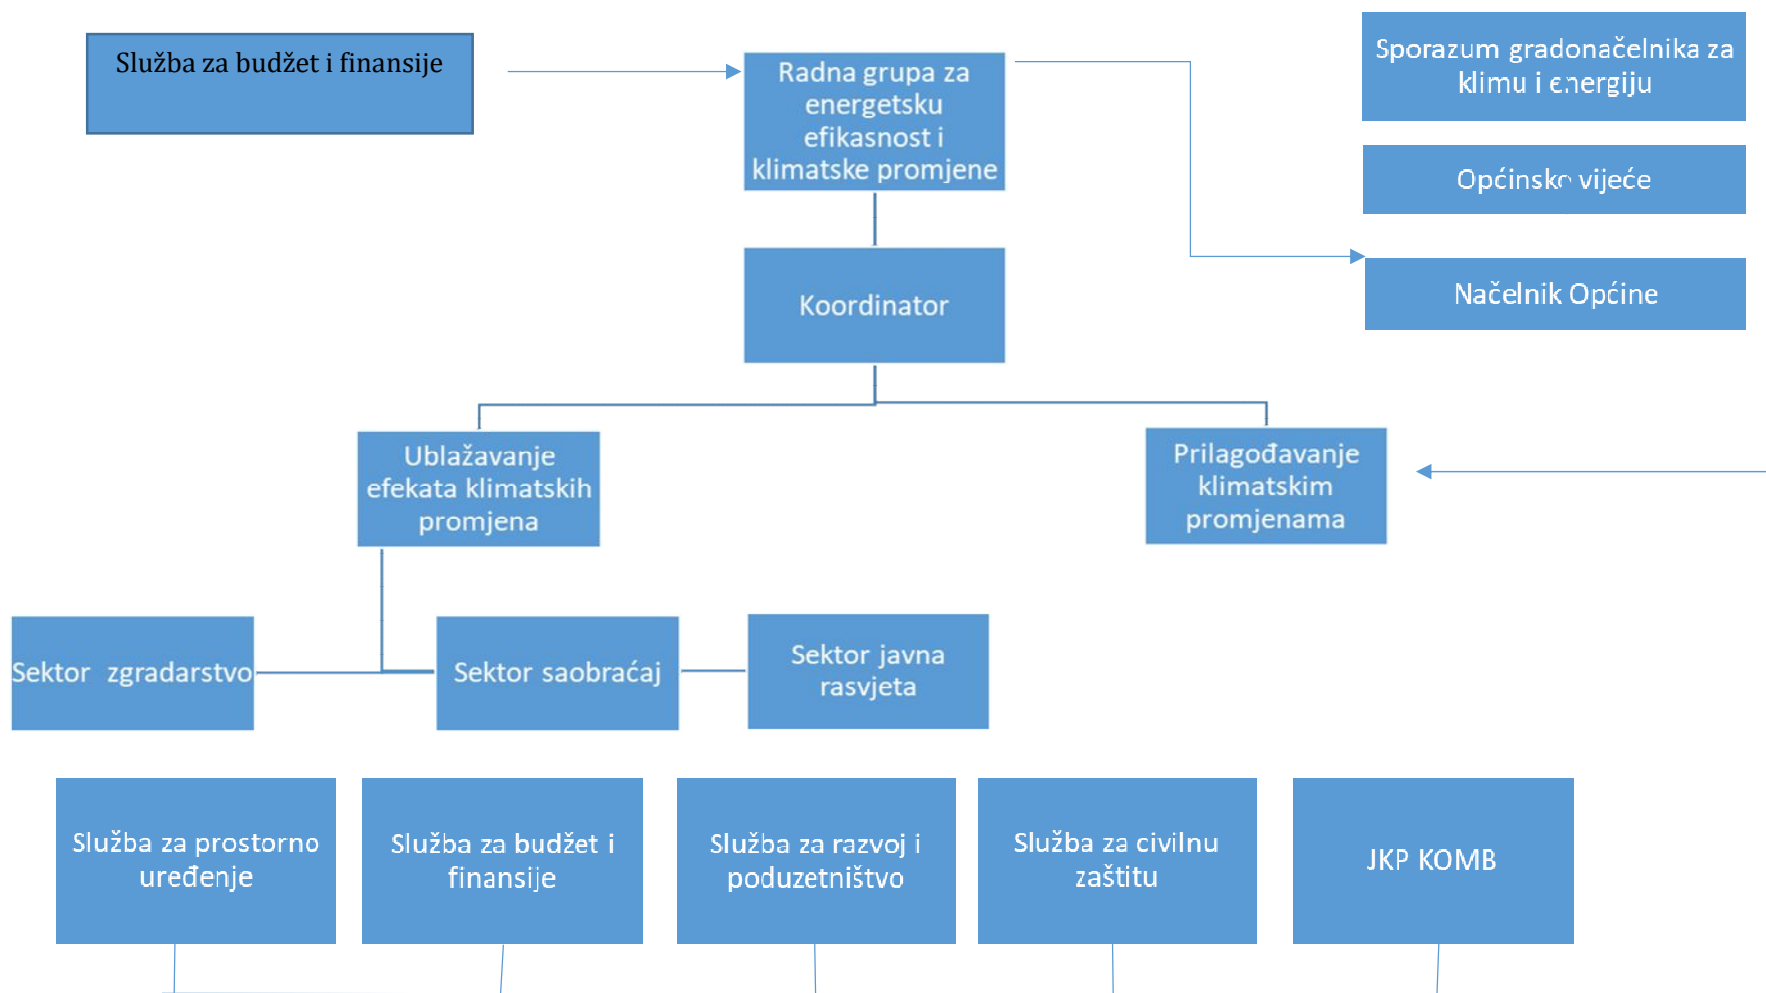 Služba za budžet i finansije
Radna grupa za
energetsku
efikasnost i
klimatske promjene
Sporazum gradonačelnika za
klimu i energiju
Općinsko vijeće
Načelnik Općine
Koordinator
Ublažavanje
efekata klimatskih
promjena
Prilagođavanje
klimatskim
promjenama
Sektor zgradarstvo
Sektor saobraćaj
Sektor javna
rasvjeta
Služba za prostorno
uređenje
Služba za budžet i
finansije
Služba za razvoj i
poduzetništvo
Služba za civilnu
zaštitu
JKP KOMB